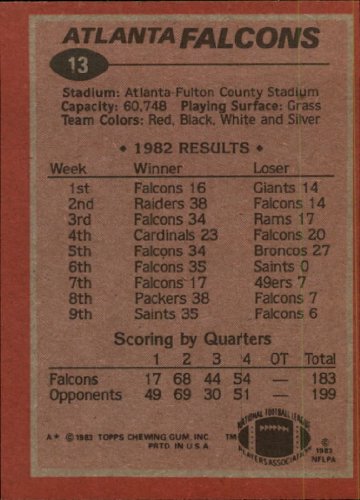 ATLANTA FALCONS
13
Stadium: Atlanta-Fulton County Stadium
Capacity: 60,748 Playing Surface: Grass
Team Colors: Red, Black, White and Silver
• 1982 RESULTS •
Week Winner Loser
1st Falcons 16 Giants 14
2nd Raiders 38 Falcons 14
3rd Falcons 34 Rams 17
4th Cardinals 23 Falcons 20
5th Falcons 34 Broncos 27
6th Falcons 35 Saints 0
7th Falcons 17 49ers 7
8th Packers 38 Falcons 7
9th Saints 35 Falcons 6
Scoring by Quarters
1 2 3 4 OT Total
Falcons 17 68 44 54 — 183
Opponents 49 69 30 51 — 199
A* © 1983 TOPPS CHEWING GUM, INC.
PRTD. IN U.S.A.
TM
NATIONAL FOOTBALL LEAGUE
PLAYERS ASSOCIATION
© 1983
NFLPA